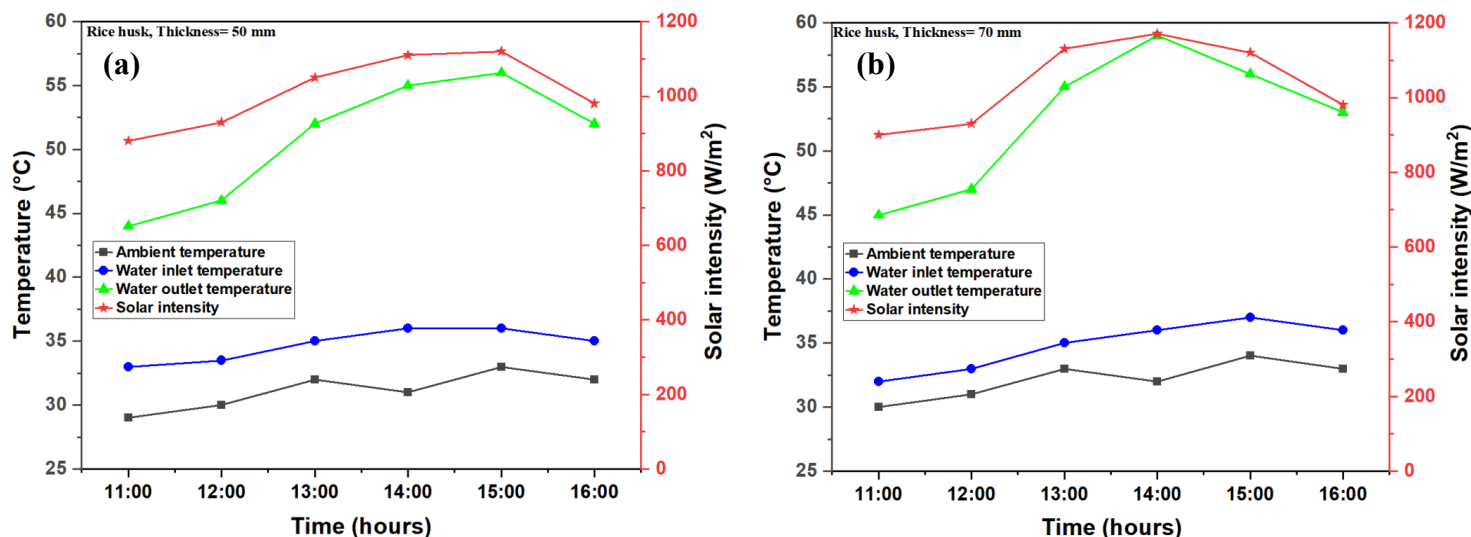 Rice husk, Thickness= 50 mm
(a)
60
55
50
45
40
35
30
25
Temperature (°C)
1200
1000
800
600
400
200
0
Solar intensity (W/m²)
Ambient temperature
Water inlet temperature
Water outlet temperature
Solar intensity
11:00 12:00 13:00 14:00 15:00 16:00
Time (hours)
Rice husk, Thickness= 70 mm
(b)
60
55
50
45
40
35
30
25
Temperature (°C)
1200
1000
800
600
400
200
0
Solar intensity (W/m²)
Ambient temperature
Water inlet temperature
Water outlet temperature
Solar intensity
11:00 12:00 13:00 14:00 15:00 16:00
Time (hours)